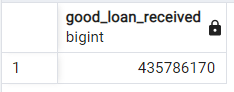 good_loan_received
bigint
1 435786170